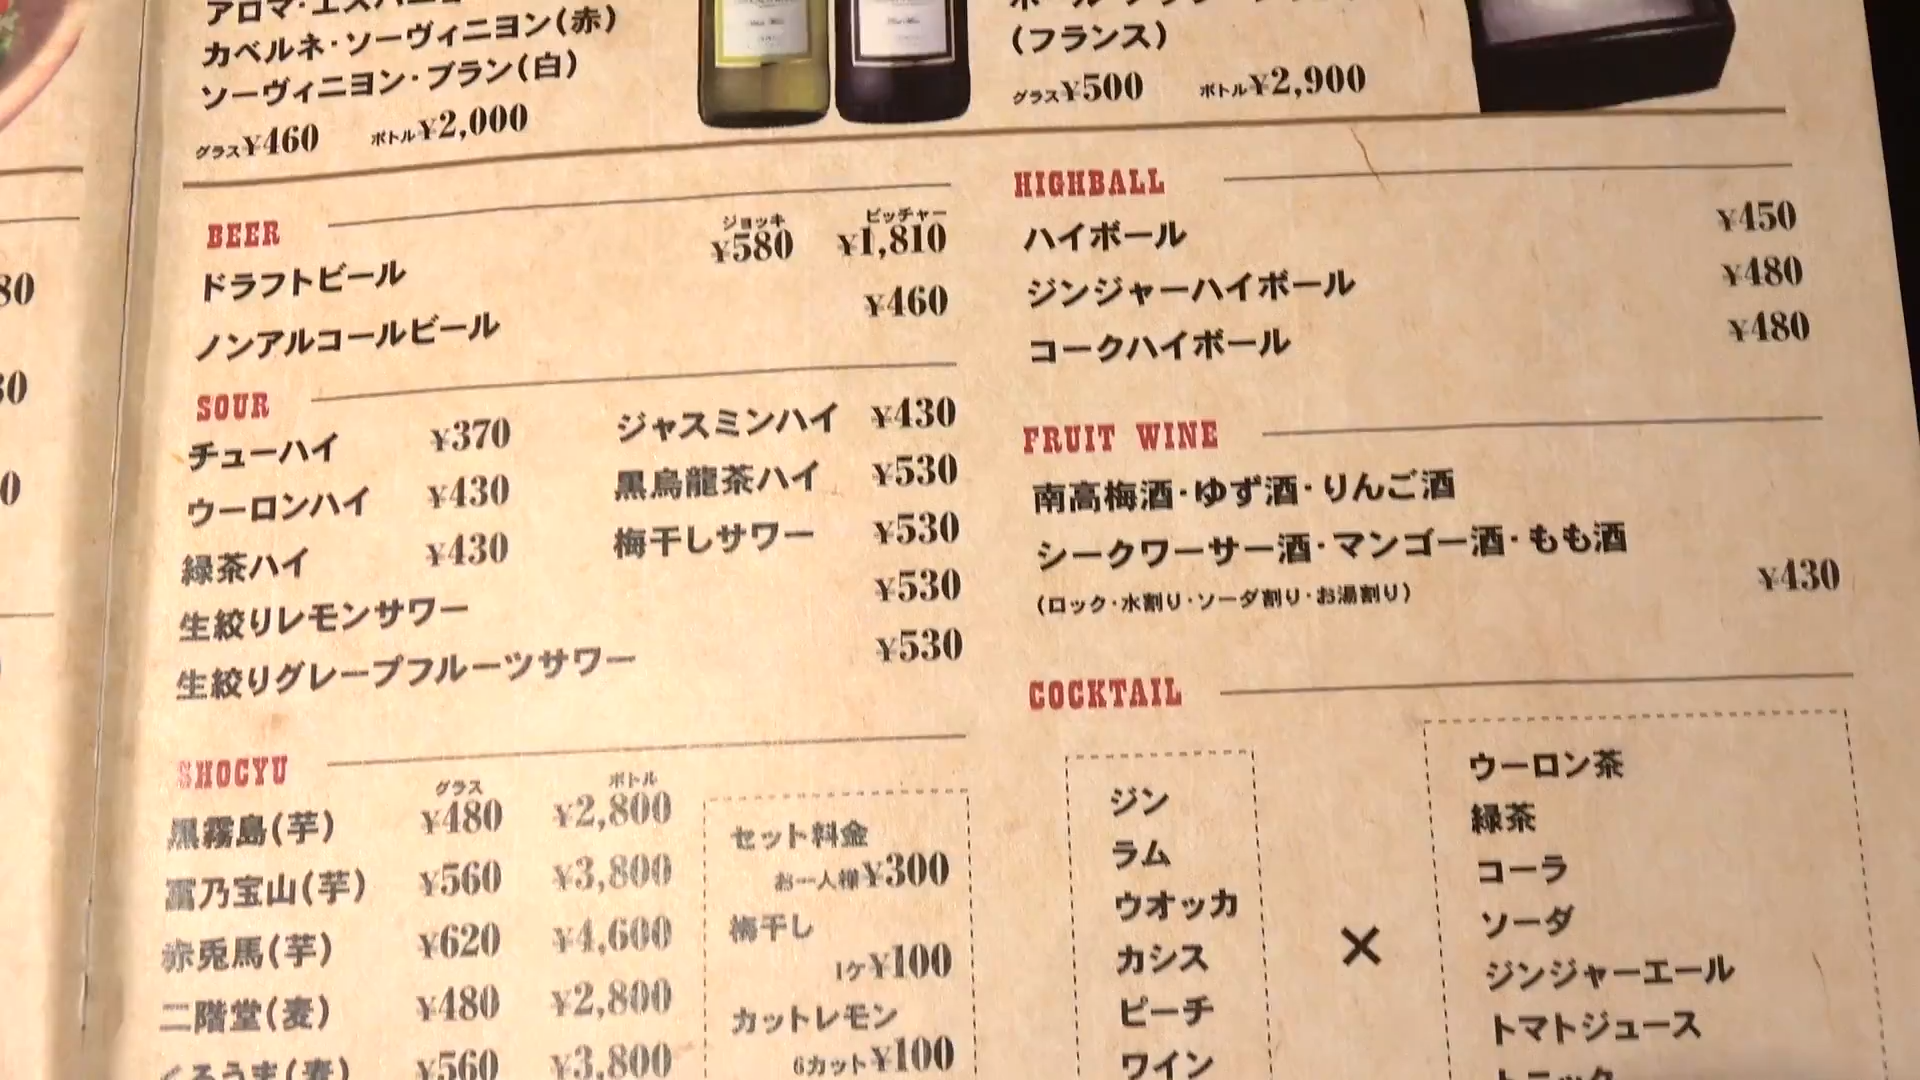 カベルネ・ソーヴィニヨン(赤)
ソーヴィニヨン・ブラン(白)
グラス¥460 ボトル¥2,000
(フランス)
グラス¥500 ボトル¥2,900
BEER
ジョッキ ピッチャー
ドラフトビール ¥580 ¥1,810
ノンアルコールビール ¥460
SOUR
チューハイ ¥370
ウーロンハイ ¥430
緑茶ハイ ¥430
ジャスミンハイ ¥430
黒烏龍茶ハイ ¥530
梅干しサワー ¥530
生絞りレモンサワー ¥530
生絞りグレープフルーツサワー ¥530
SHOCYU
グラス ボトル
黒霧島(芋) ¥480 ¥2,800
富乃宝山(芋) ¥560 ¥3,800
赤兎馬(芋) ¥620 ¥4,600
二階堂(麦) ¥480 ¥2,800
くろうま(麦) ¥560 ¥3,800
セット料金
お一人様¥300
梅干し
1ケ¥100
カットレモン
6カット¥100
HIGHBALL
ハイボール ¥450
ジンジャーハイボール ¥480
コークハイボール ¥480
FRUIT WINE
南高梅酒・ゆず酒・りんご酒
シークワーサー酒・マンゴー酒・もも酒
(ロック・水割り・ソーダ割り・お湯割り) ¥430
COCKTAIL
ジン
ラム
ウオッカ
カシス
ピーチ
ワイン
×
ウーロン茶
緑茶
コーラ
ソーダ
ジンジャーエール
トマトジュース